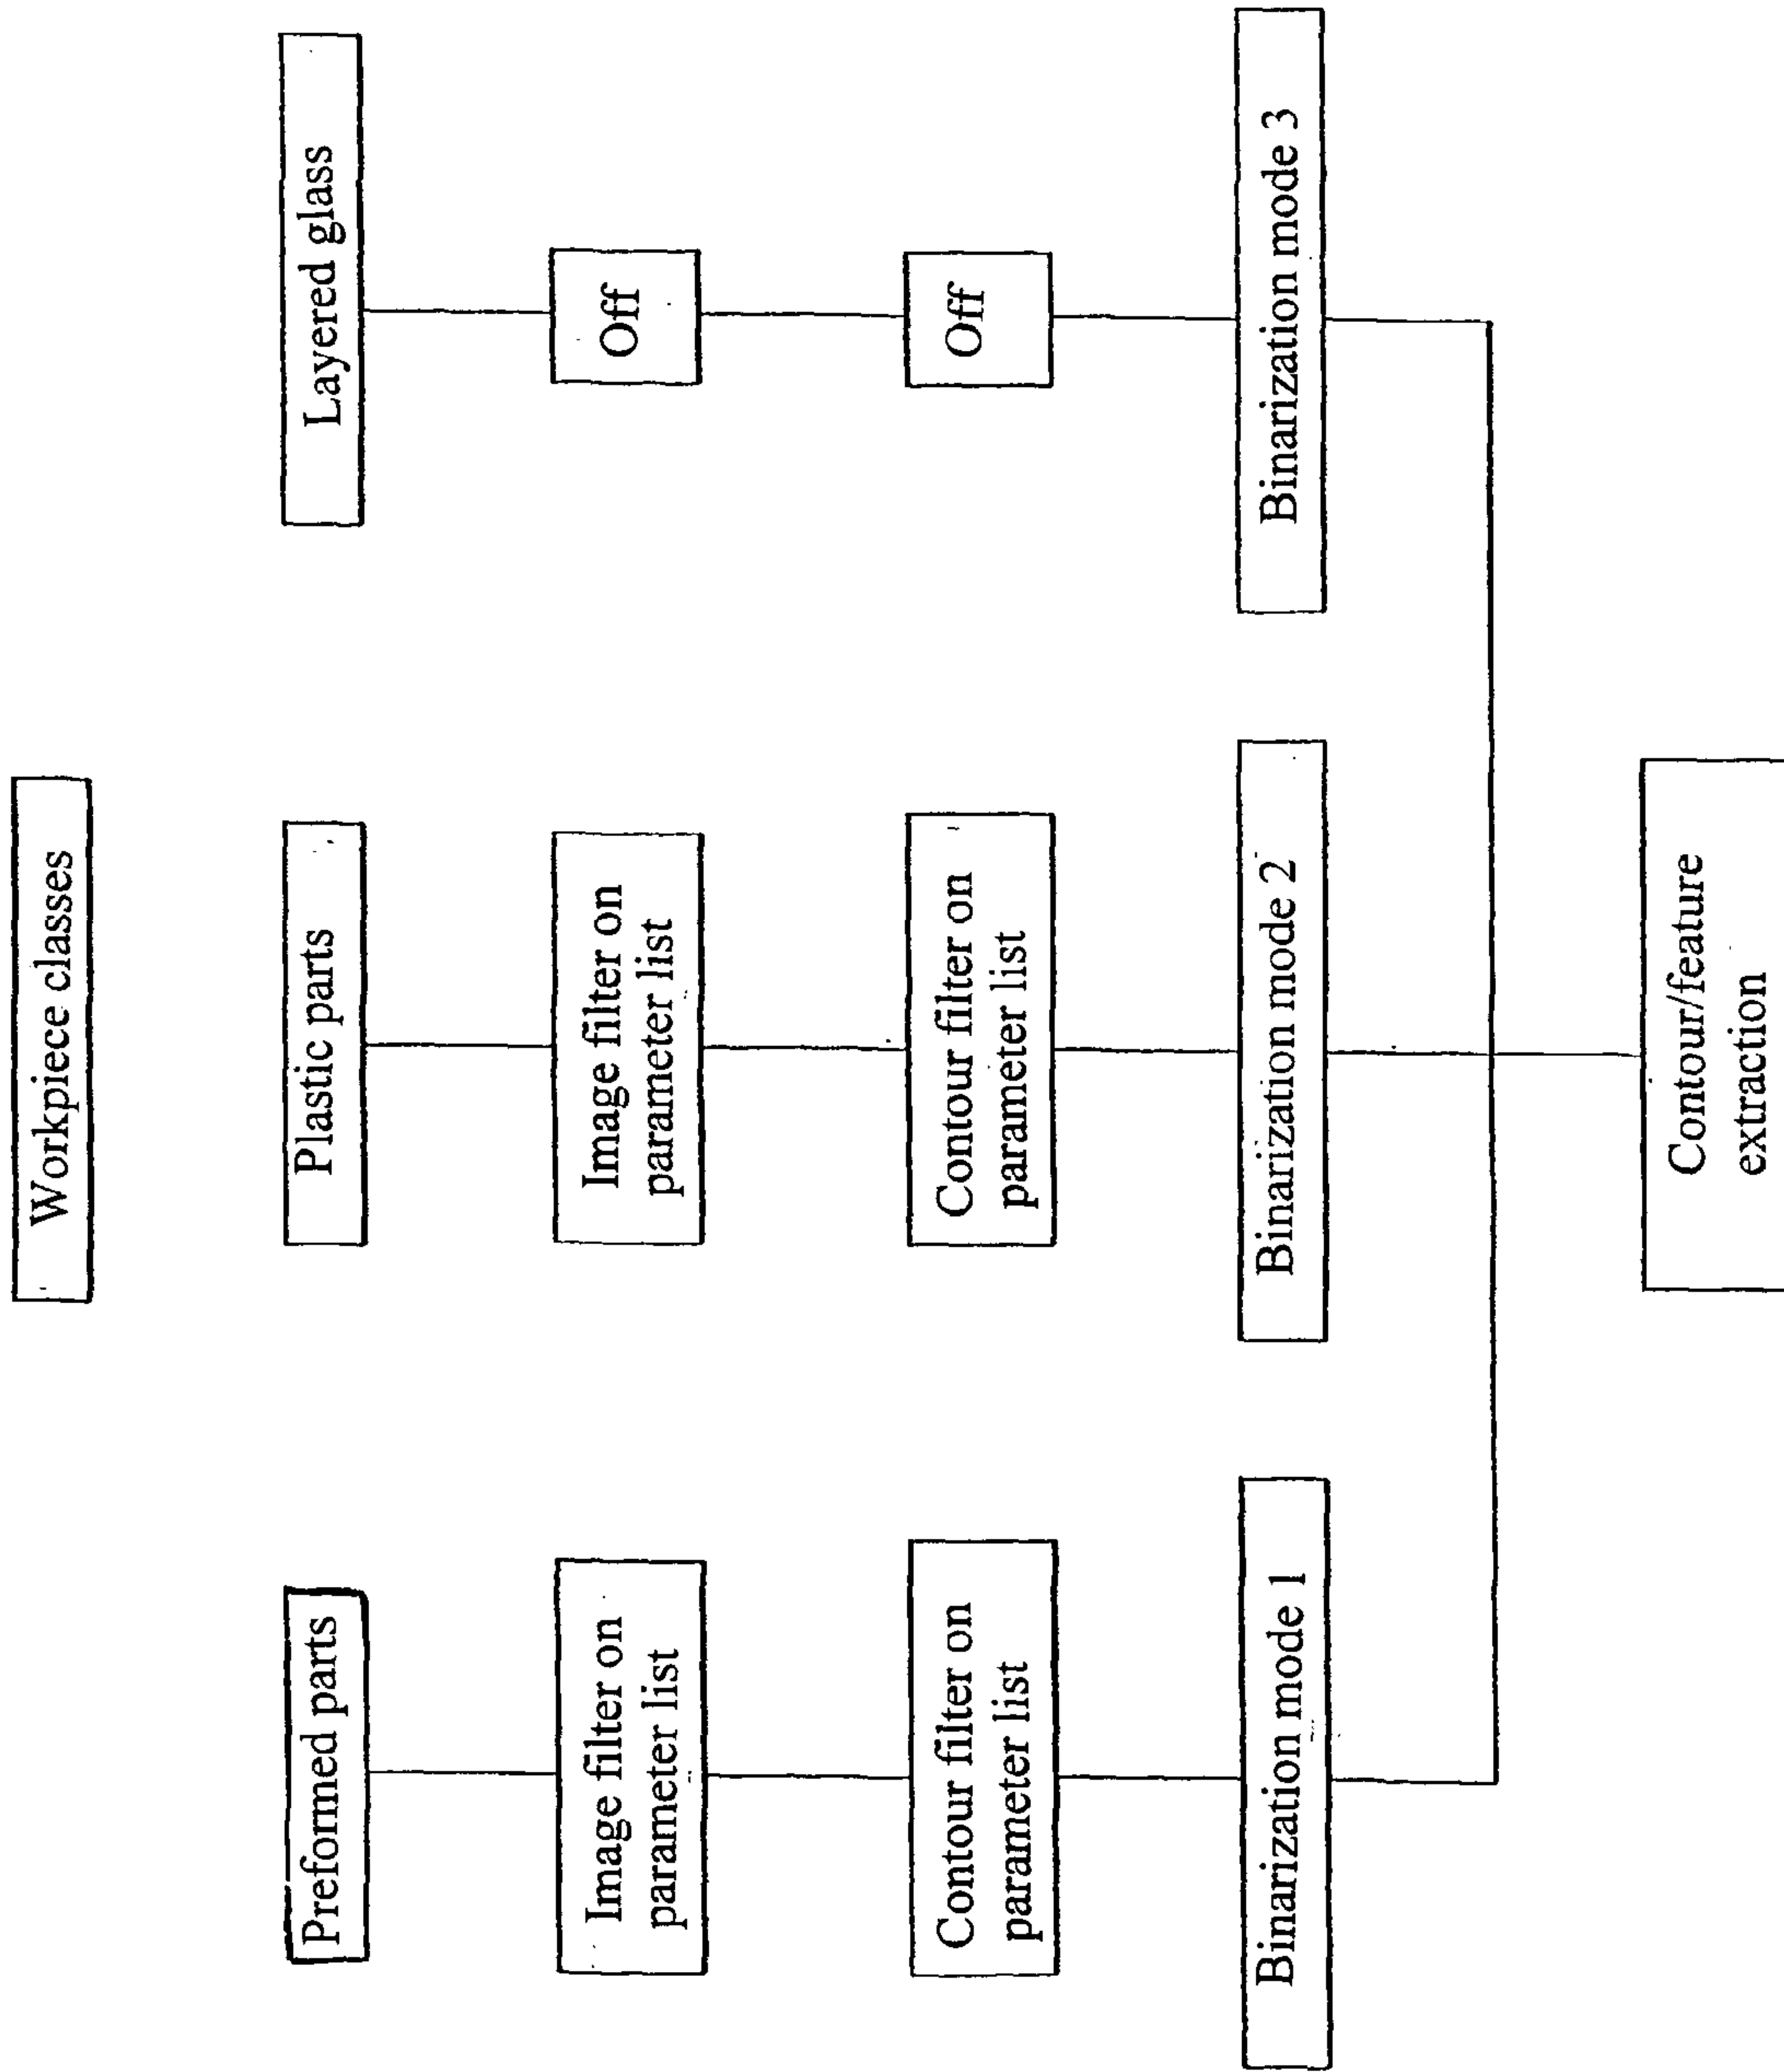 Workpiece classes
Preformed parts
Plastic parts
Layered glass
Image filter on
parameter list
Image filter on
parameter list
Off
Contour filter on
parameter list
Contour filter on
parameter list
Off
Binarization mode 1
Binarization mode 2
Binarization mode 3
Contour/feature
extraction